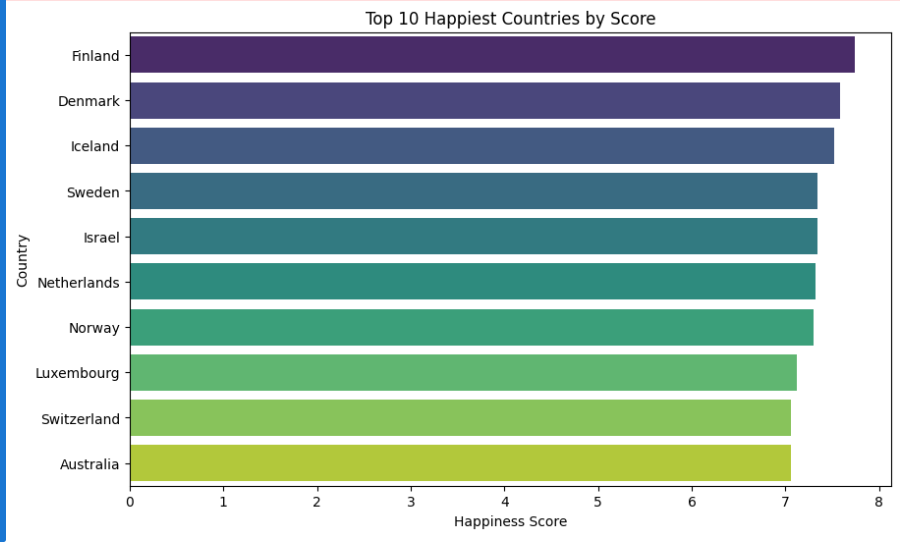 Top 10 Happiest Countries by Score
Country
Finland
Denmark
Iceland
Sweden
Israel
Netherlands
Norway
Luxembourg
Switzerland
Australia
0 1 2 3 4 5 6 7 8
Happiness Score